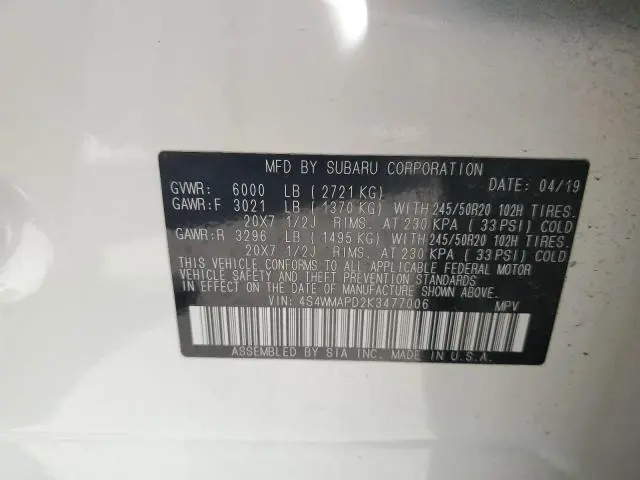 MFD BY SUBARU CORPORATION
GVWR: 6000 LB (2721 KG) DATE: 04/19
GAWR:F 3021 LB (1370 KG) WITH 245/50R20 102H TIRES.
20X7 1/2J RIMS. AT 230 KPA (33 PSI) COLD
GAWR:R 3296 LB (1495 KG) WITH 245/50R20 102H TIRES.
20X7 1/2J RIMS. AT 230 KPA (33 PSI) COLD
THIS VEHICLE CONFORMS TO ALL APPLICABLE FEDERAL MOTOR
VEHICLE SAFETY AND THEFT PREVENTION STANDARDS
IN EFFECT ON THE DATE OF MANUFACTURE SHOWN ABOVE.
VIN: 4S4WMAPD2K3477006 MPV
ASSEMBLED BY SIA INC. MADE IN U.S.A.